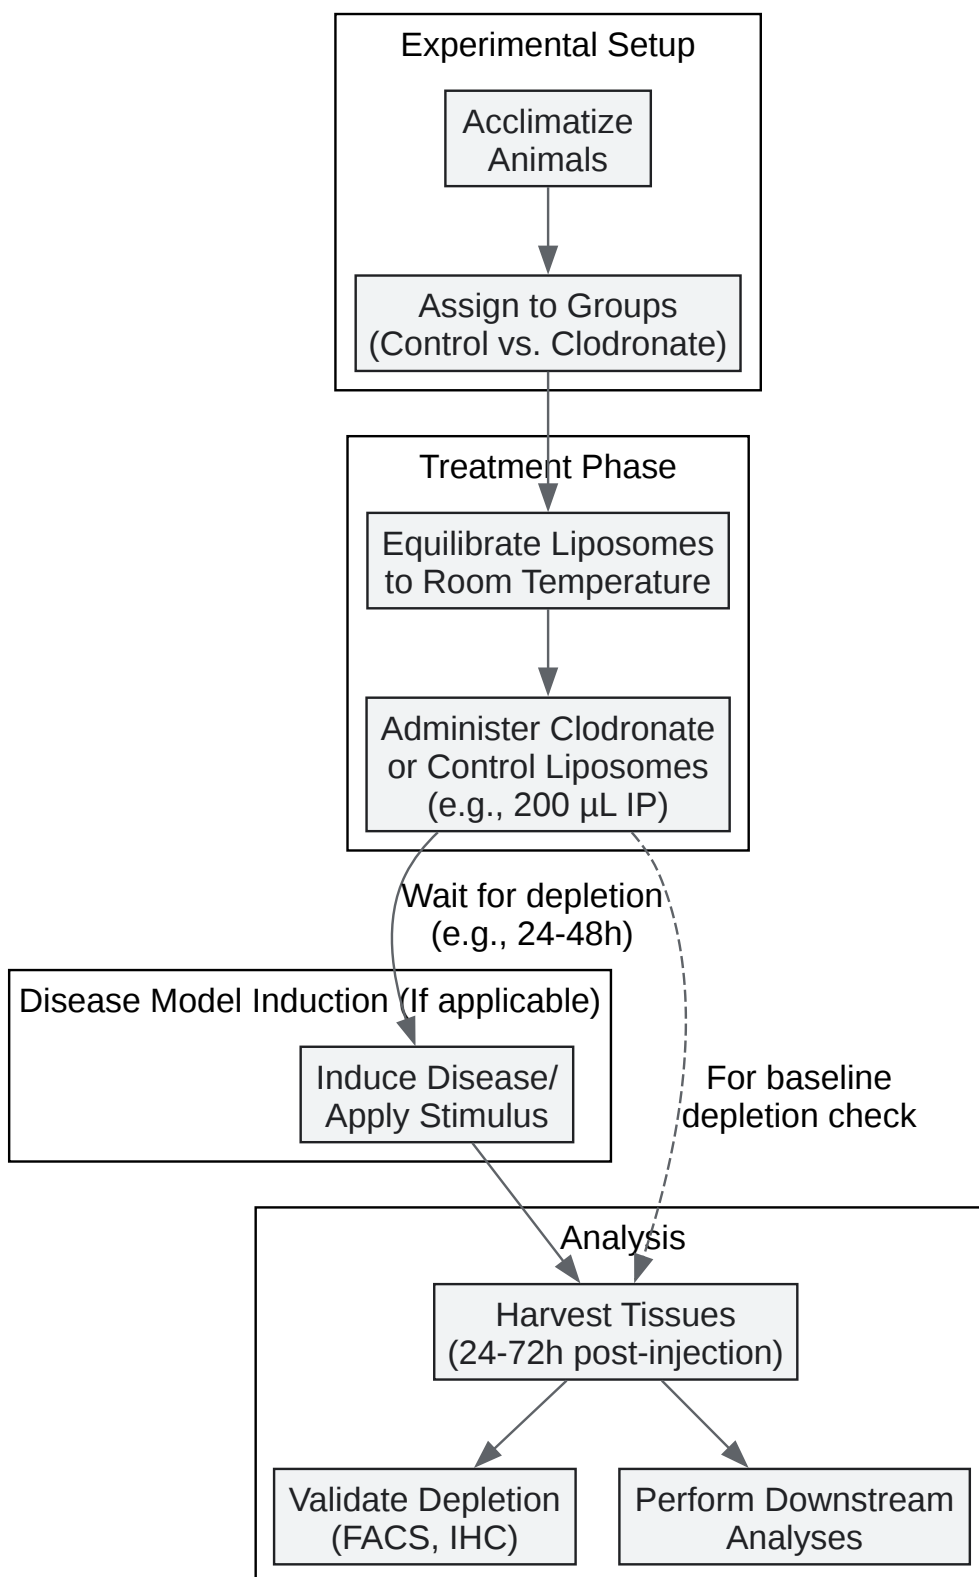 Experimental Setup
Acclimatize
Animals
Assign to Groups
(Control vs. Clodronate)
Treatment Phase
Equilibrate Liposomes
to Room Temperature
Administer Clodronate
or Control Liposomes
(e.g., 200 µL IP)
Wait for depletion
(e.g., 24-48h)
Disease Model Induction (If applicable)
Induce Disease/
Apply Stimulus
For baseline
depletion check
Analysis
Harvest Tissues
(24-72h post-injection)
Validate Depletion
(FACS, IHC)
Perform Downstream
Analyses